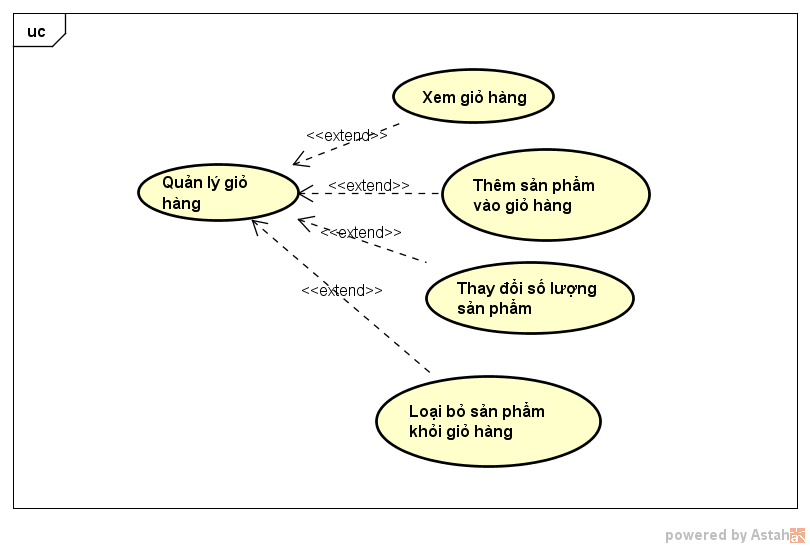 uc
Xem giỏ hàng
<<extend>>
Quản lý giỏ
hàng
<<extend>>
Thêm sản phẩm
vào giỏ hàng
<<extend>>
Thay đổi số lượng
sản phẩm
<<extend>>
Loại bỏ sản phẩm
khỏi giỏ hàng
powered by Astah